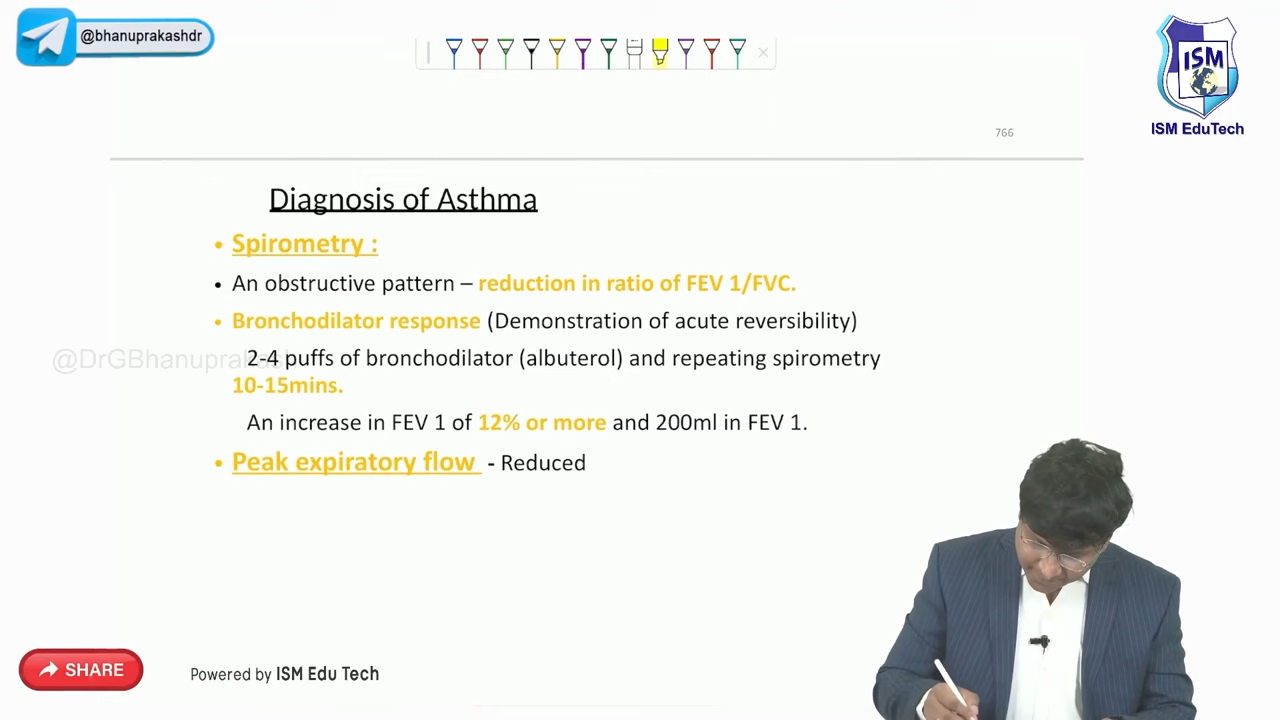 @bhanuprakashdr
ISM
ISM EduTech
766
Diagnosis of Asthma
• Spirometry :
• An obstructive pattern – reduction in ratio of FEV 1/FVC.
• Bronchodilator response (Demonstration of acute reversibility)
@DrGBhanuprakash
2-4 puffs of bronchodilator (albuterol) and repeating spirometry
10-15mins.
An increase in FEV 1 of 12% or more and 200ml in FEV 1.
• Peak expiratory flow - Reduced
SHARE
Powered by ISM Edu Tech